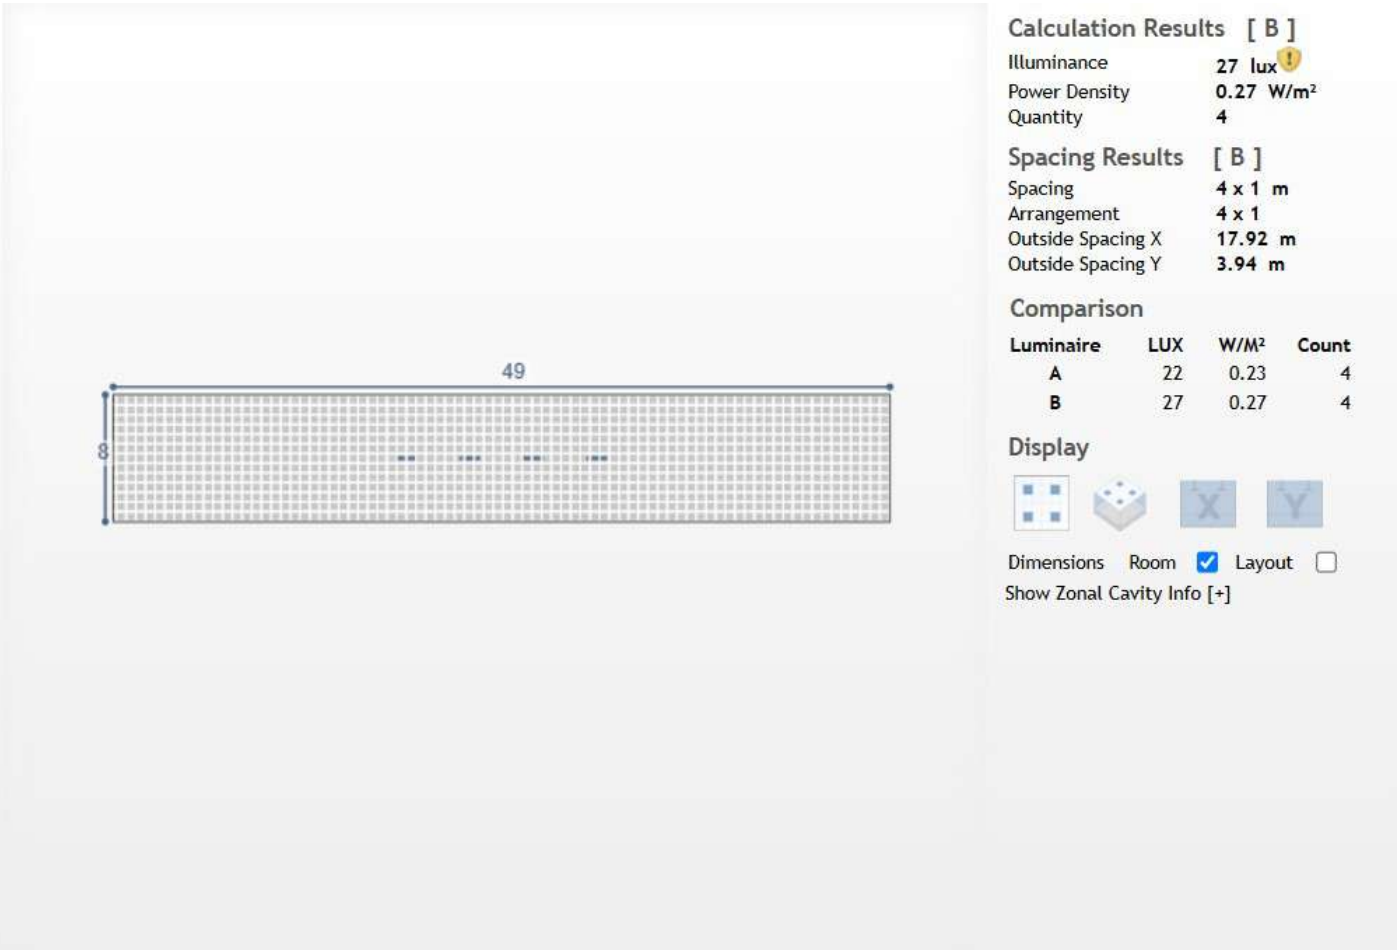 Calculation Results [ B ]
Illuminance 27 lux
Power Density 0.27 W/m²
Quantity 4
Spacing Results [ B ]
Spacing 4 x 1 m
Arrangement 4 x 1
Outside Spacing X 17.92 m
Outside Spacing Y 3.94 m
Comparison
Luminaire LUX W/M² Count
A 22 0.23 4
B 27 0.27 4
Display
X Y
Dimensions Room Layout
Show Zonal Cavity Info [+]
49
8